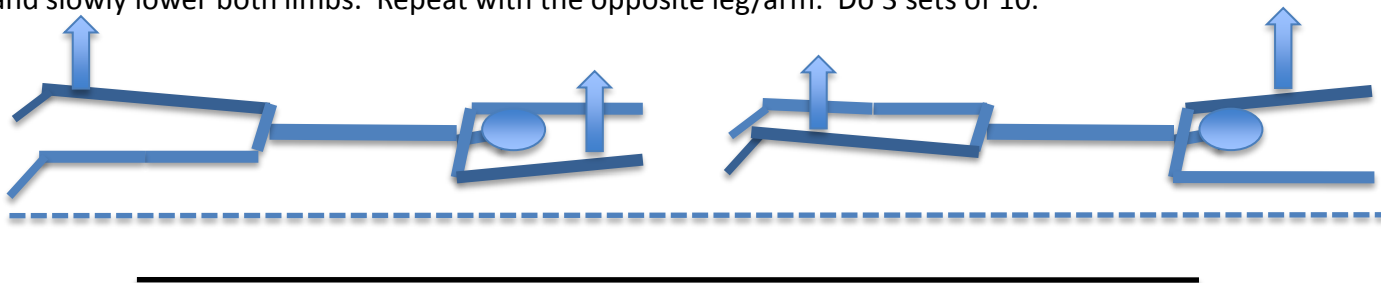 and slowly lower both limbs.  Repeat with the opposite leg/arm.  Do 3 sets of 10.